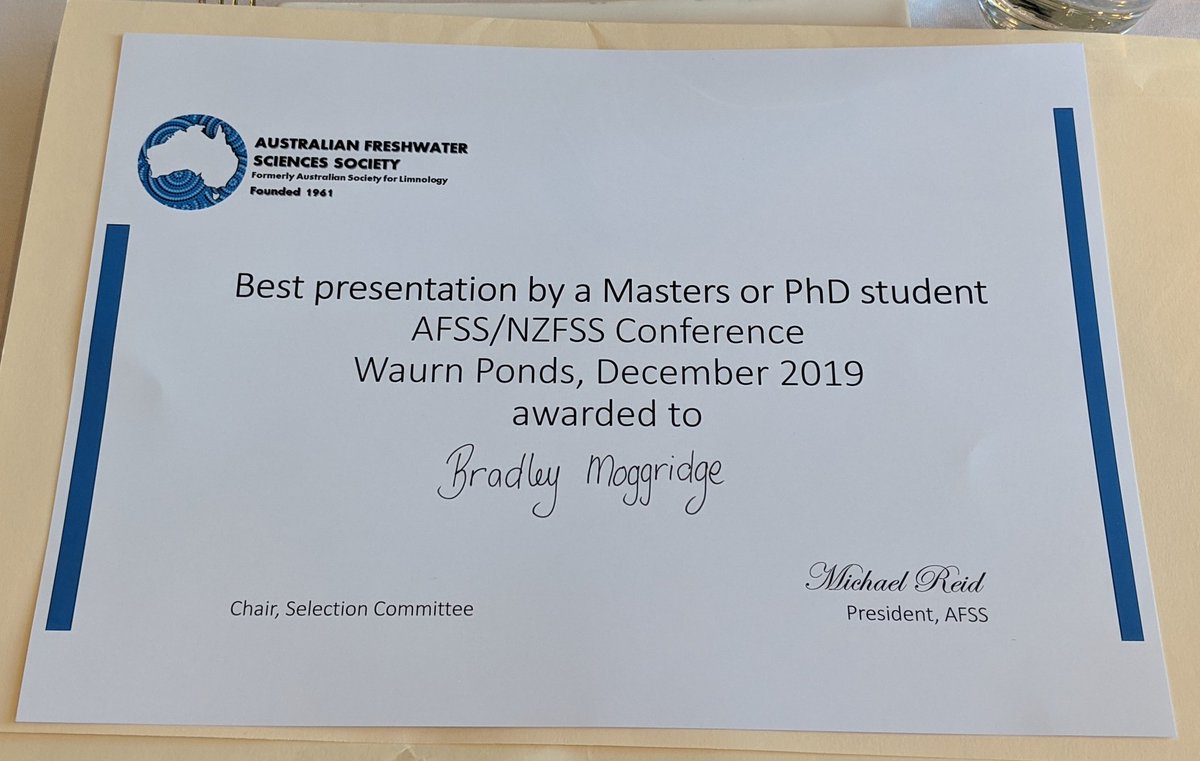 AUSTRALIAN FRESHWATER
SCIENCES SOCIETY
Formerly Australian Society for Limnology
Founded 1961
Best presentation by a Masters or PhD student
AFSS/NZFSS Conference
Waurn Ponds, December 2019
awarded to
Bradley Moggridge
Michael Reid
Chair, Selection Committee
President, AFSS